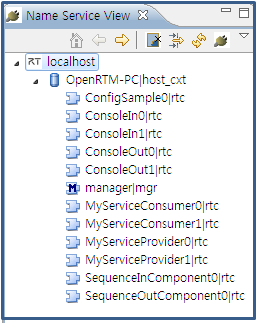 Name Service View
RT localhost
OpenRTM-PC|host_cxt
ConfigSample0|rtc
ConsoleIn0|rtc
ConsoleIn1|rtc
ConsoleOut0|rtc
ConsoleOut1|rtc
M manager|mgr
MyServiceConsumer0|rtc
MyServiceConsumer1|rtc
MyServiceProvider0|rtc
MyServiceProvider1|rtc
SequenceInComponent0|rtc
SequenceOutComponent0|rtc